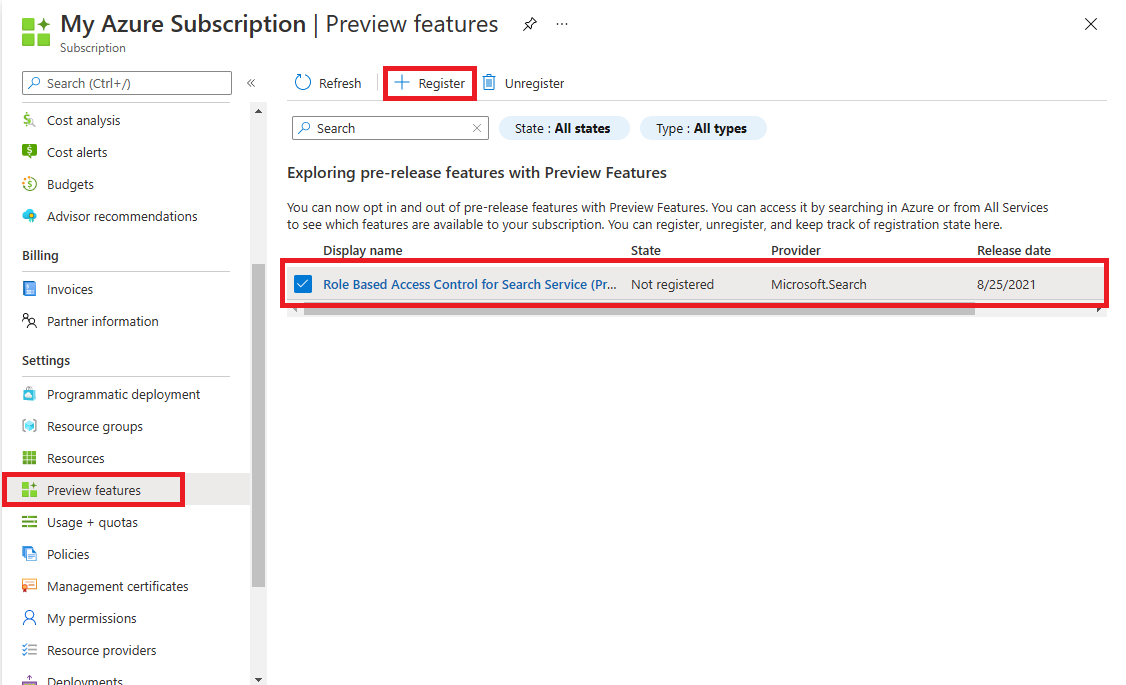 My Azure Subscription | Preview features
Subscription
Search (Ctrl+/)
Cost analysis
Cost alerts
Budgets
Advisor recommendations
Billing
Invoices
Partner information
Settings
Programmatic deployment
Resource groups
Resources
Preview features
Usage + quotas
Policies
Management certificates
My permissions
Resource providers
Deployments
Refresh
Register
Unregister
Search
State : All states
Type : All types
Exploring pre-release features with Preview Features
You can now opt in and out of pre-release features with Preview Features. You can access it by searching in Azure or from All Services
to see which features are available to your subscription. You can register, unregister, and keep track of registration state here.
Display name State Provider Release date
Role Based Access Control for Search Service (Pr... Not registered Microsoft.Search 8/25/2021